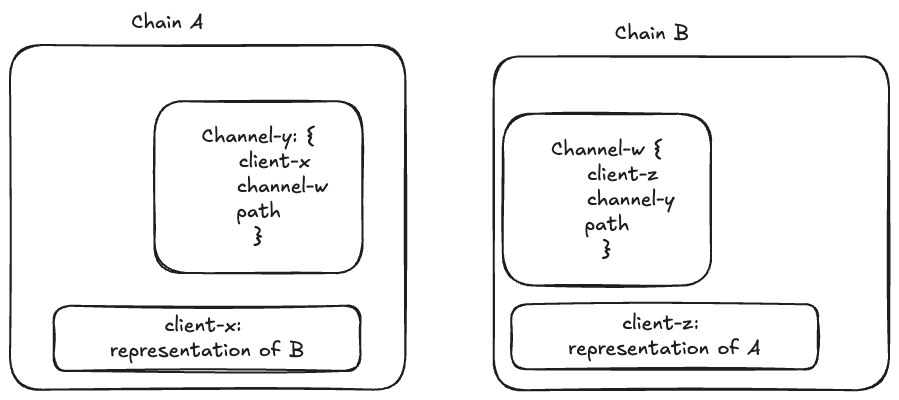 Chain A
Channel-y: {
client-x
channel-w
path
}
client-x:
representation of B
Chain B
Channel-w {
client-z
channel-y
path
}
client-z:
representation of A